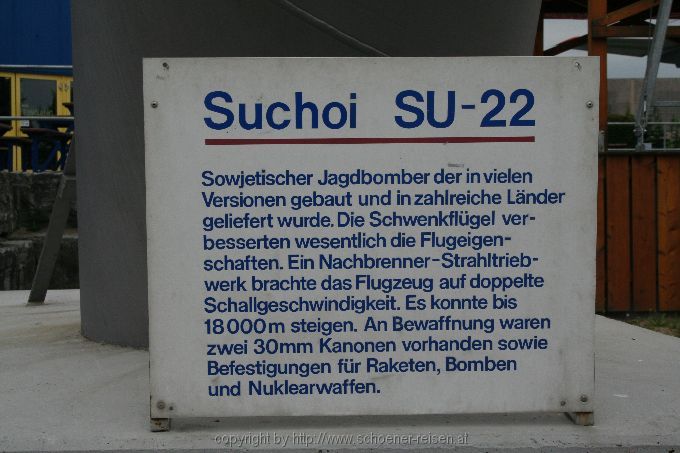 Suchoi SU-22
Sowjetischer Jagdbomber der in vielen
Versionen gebaut und in zahlreiche Länder
geliefert wurde. Die Schwenkflügel ver-
besserten wesentlich die Flugeigen-
schaften. Ein Nachbrenner-Strahltrieb-
werk brachte das Flugzeug auf doppelte
Schallgeschwindigkeit. Es konnte bis
18000m steigen. An Bewaffnung waren
zwei 30mm Kanonen vorhanden sowie
Befestigungen für Raketen, Bomben
und Nuklearwaffen.
copyright by http://www.schoener-reisen.at